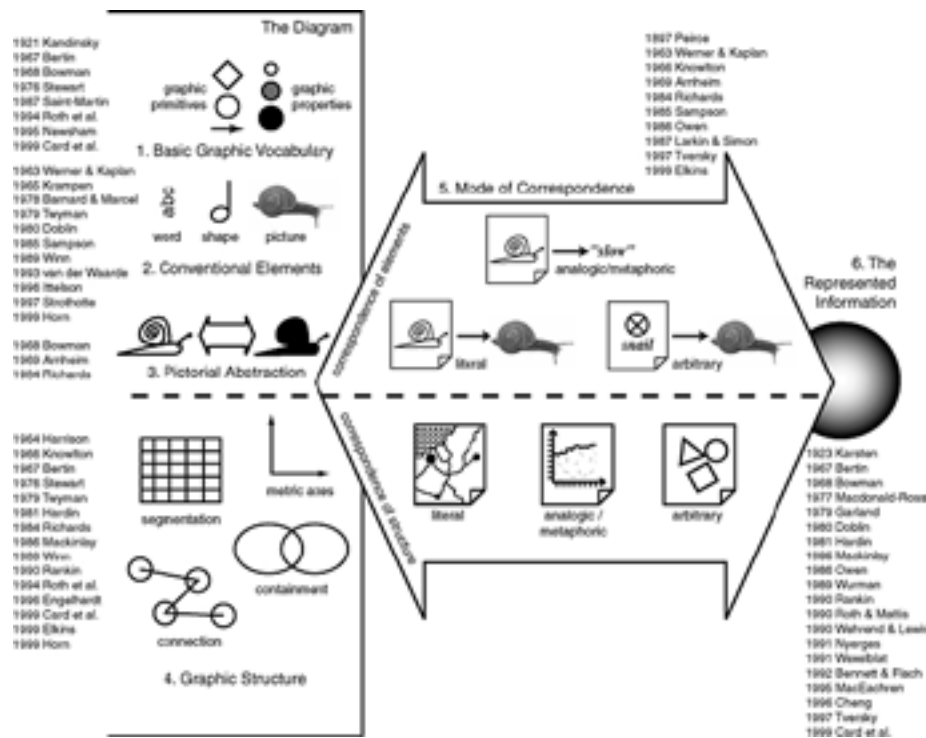 The Diagram
1921 Kandinsky
1967 Bertin
1968 Bowman
1976 Stewart
1987 Saint-Martin
1994 Roth et al.
1995 Newsham
1999 Card et al.
graphic primitives
graphic properties
1. Basic Graphic Vocabulary
1963 Werner & Kaplan
1965 Krampen
1978 Barnard & Marcel
1979 Twyman
1980 Doblin
1985 Sampson
1989 Winn
1993 van der Waarde
1996 Ittelson
1997 Strothotte
1999 Horn
abc
word
shape
picture
2. Conventional Elements
1968 Bowman
1969 Arnheim
1984 Richards
3. Pictorial Abstraction
1964 Harrison
1966 Knowlton
1967 Bertin
1976 Stewart
1979 Twyman
1981 Hardin
1984 Richards
1986 Mackinlay
1989 Winn
1990 Rankin
1994 Roth et al.
1996 Engelhardt
1999 Card et al.
1999 Elkins
1999 Horn
segmentation
metric axes
containment
connection
4. Graphic Structure
1897 Peirce
1963 Werner & Kaplan
1966 Knowlton
1969 Arnheim
1984 Richards
1985 Sampson
1986 Owen
1987 Larkin & Simon
1997 Tversky
1999 Elkins
5. Mode of Correspondence
correspondence of elements
"slow"
analogic/metaphoric
literal
snail
arbitrary
correspondence of structure
literal
analogic /
metaphoric
arbitrary
6. The
Represented
Information
1923 Karsten
1967 Bertin
1968 Bowman
1977 Macdonald-Ross
1979 Garland
1980 Doblin
1981 Hardin
1986 Mackinlay
1986 Owen
1989 Wurman
1990 Rankin
1990 Roth & Mattis
1990 Wehrend & Lewis
1991 Nyerges
1991 Wexelblat
1992 Bennett & Flach
1995 MacEachren
1996 Cheng
1997 Tversky
1999 Card et al.